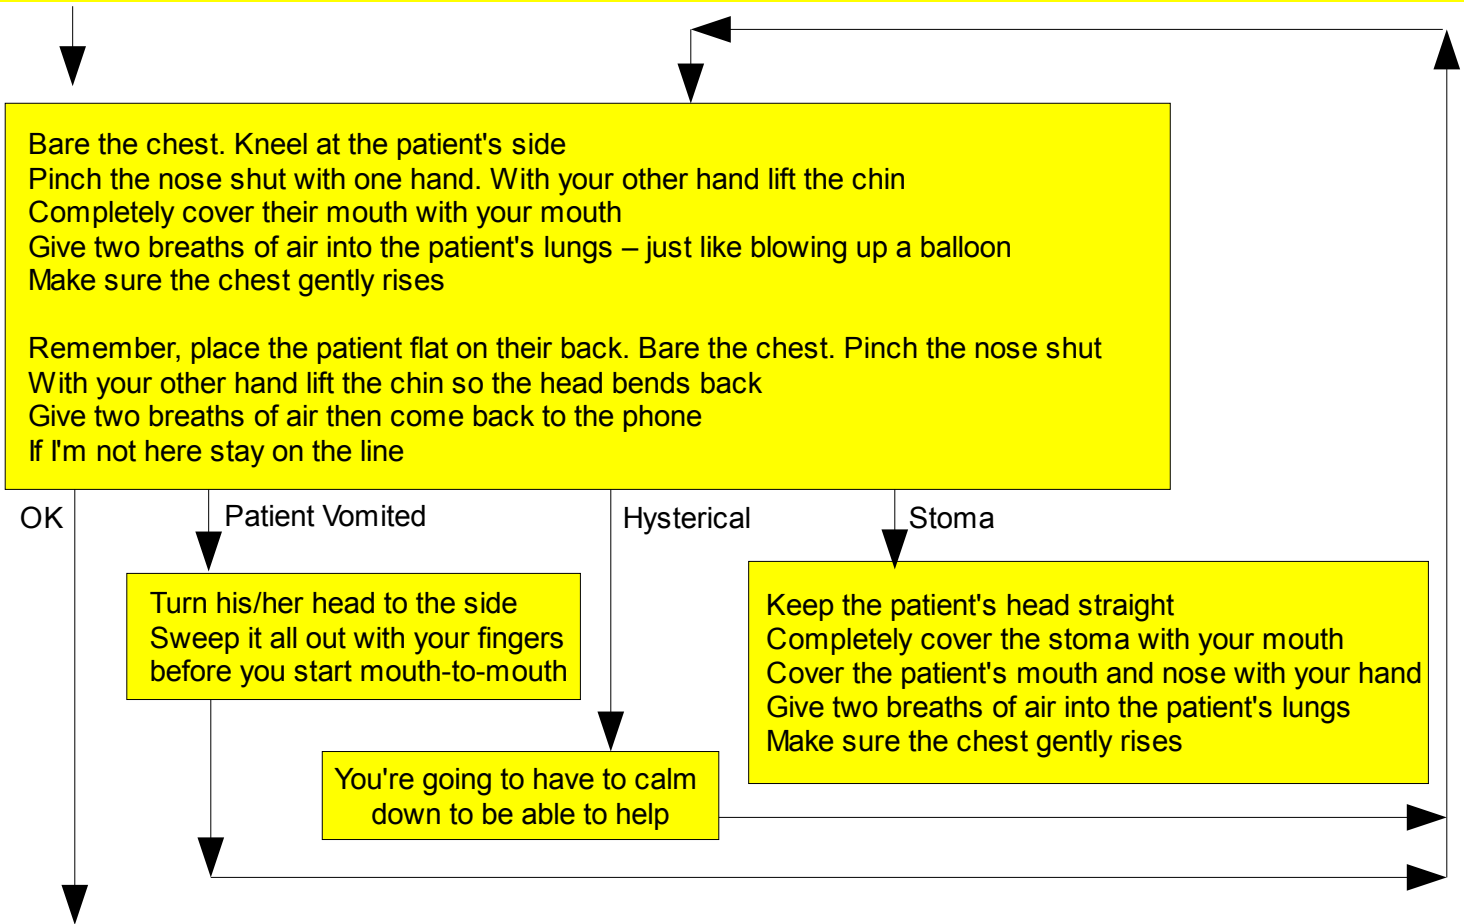 Bare the chest. Kneel at the patient's side
Pinch the nose shut with one hand. With your other hand lift the chin
Completely cover their mouth with your mouth
Give two breaths of air into the patient's lungs – just like blowing up a balloon
Make sure the chest gently rises
Remember, place the patient flat on their back. Bare the chest. Pinch the nose shut
With your other hand lift the chin so the head bends back
Give two breaths of air then come back to the phone
If I'm not here stay on the line
OK
Patient Vomited
Hysterical
Stoma
Turn his/her head to the side
Sweep it all out with your fingers
before you start mouth-to-mouth
Keep the patient's head straight
Completely cover the stoma with your mouth
Cover the patient's mouth and nose with your hand
Give two breaths of air into the patient's lungs
Make sure the chest gently rises
You're going to have to calm
down to be able to help